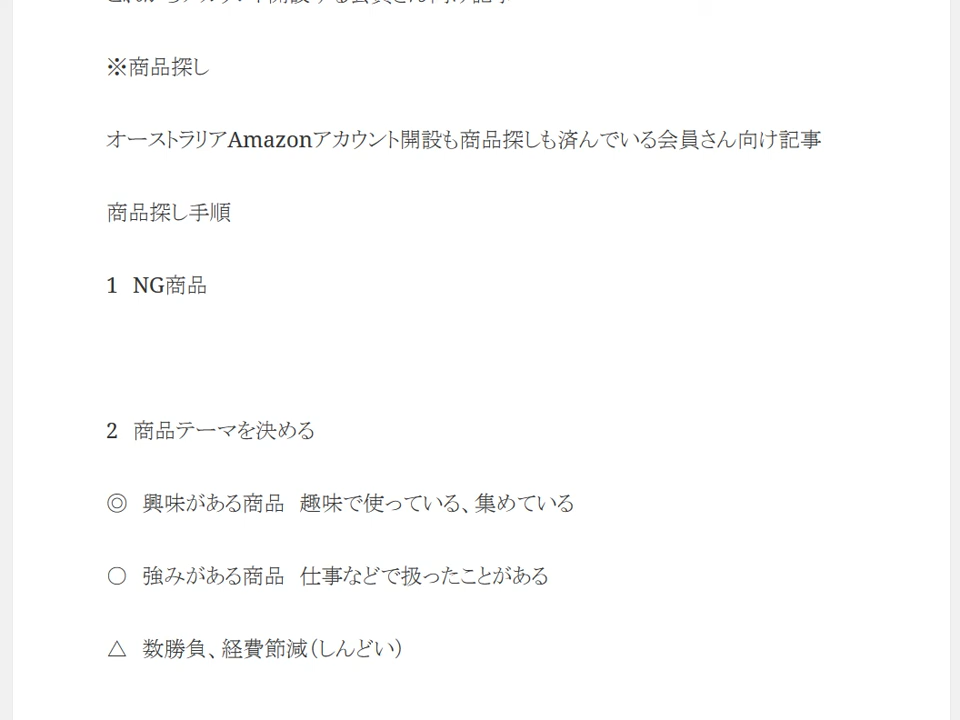 ※商品探し
オーストラリアAmazonアカウント開設も商品探しも済んでいる会員さん向け記事
商品探し手順
1　NG商品
2　商品テーマを決める
◎　興味がある商品　趣味で使っている、集めている
○　強みがある商品　仕事などで扱ったことがある
△　数勝負、経費節減（しんどい）